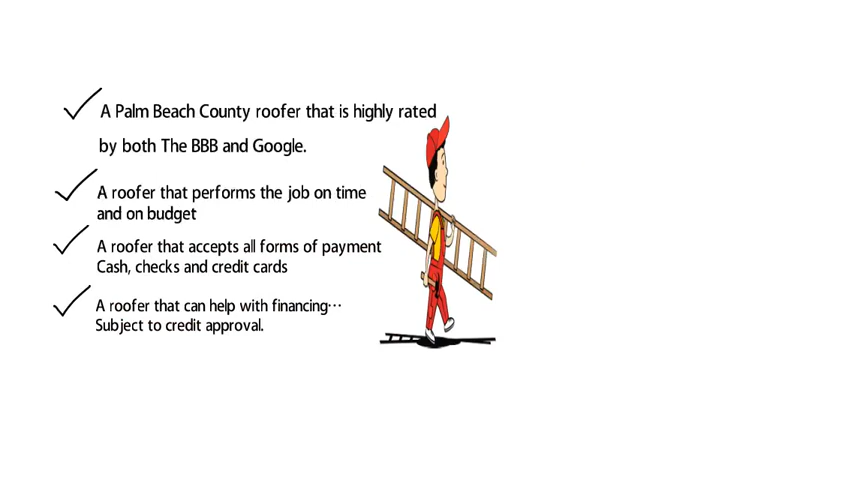 A Palm Beach County roofer that is highly rated
by both The BBB and Google.
A roofer that performs the job on time
and on budget
A roofer that accepts all forms of payment
Cash, checks and credit cards
A roofer that can help with financing···
Subject to credit approval.